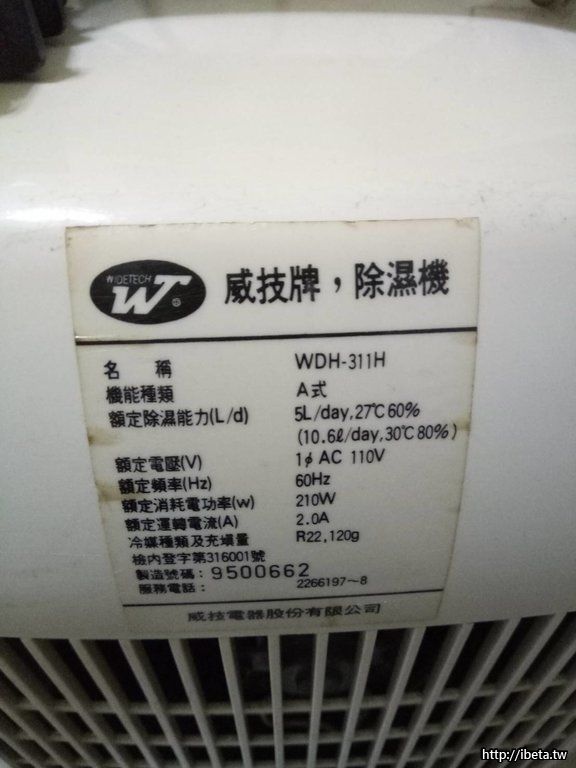 WIDETECH
WT ®
威技牌，除濕機
名 稱 WDH-311H
機能種類 A式
額定除濕能力(L/d) 5L/day,27℃60%
(10.6ℓ/day,30℃80%)
額定電壓(V) 1φ AC 110V
額定頻率(Hz) 60Hz
額定消耗電功率(w) 210W
額定運轉電流(A) 2.0A
冷媒種類及充塡量 R22,120g
檢內登字第316001號
製造號碼：9500662
服務電話： 2266197～8
威技電器股份有限公司
http://ibeta.tw